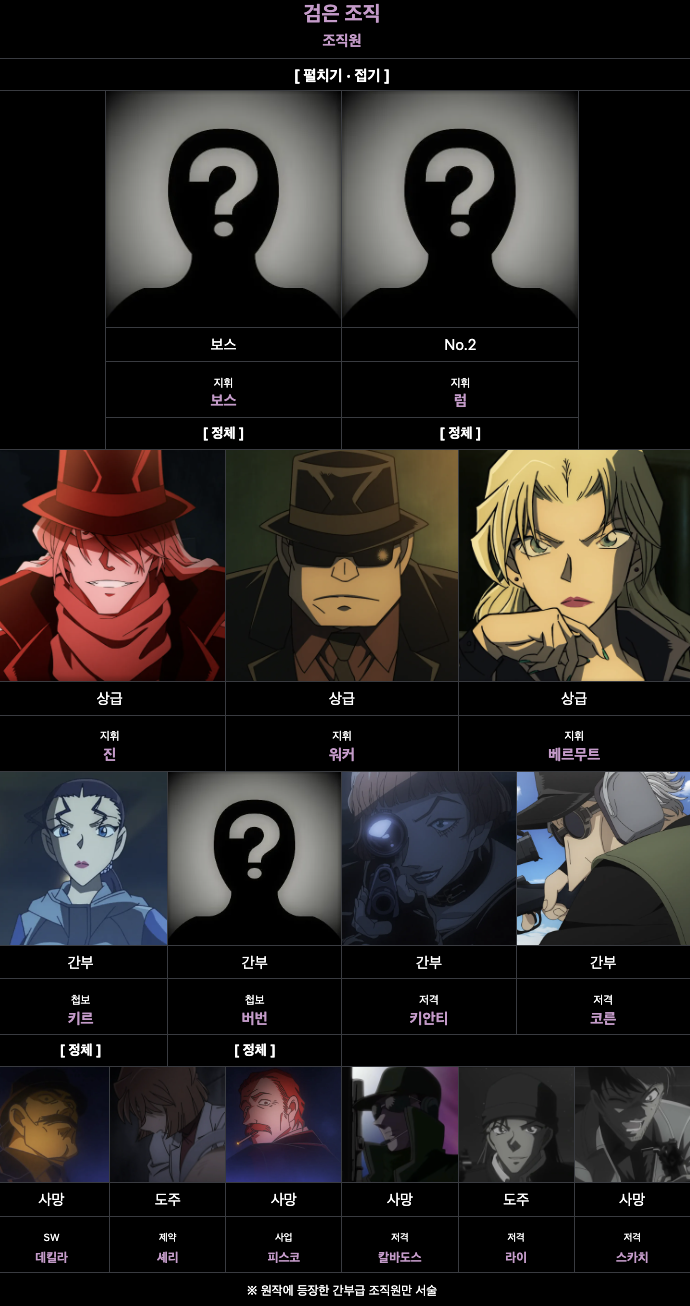 검은 조직
조직원
[ 펼치기 · 접기 ]
? ?
보스 No.2
지휘 지휘
보스 럼
[ 정체 ] [ 정체 ]
상급 상급 상급
지휘 지휘 지휘
진 워커 베르무트
?
간부 간부 간부 간부
첩보 첩보 저격 저격
키르 버번 키안티 코른
[ 정체 ] [ 정체 ]
사망 도주 사망 사망 도주 사망
SW 제약 사업 저격 저격 저격
데킬라 셰리 피스코 칼바도스 라이 스카치
※ 원작에 등장한 간부급 조직원만 서술